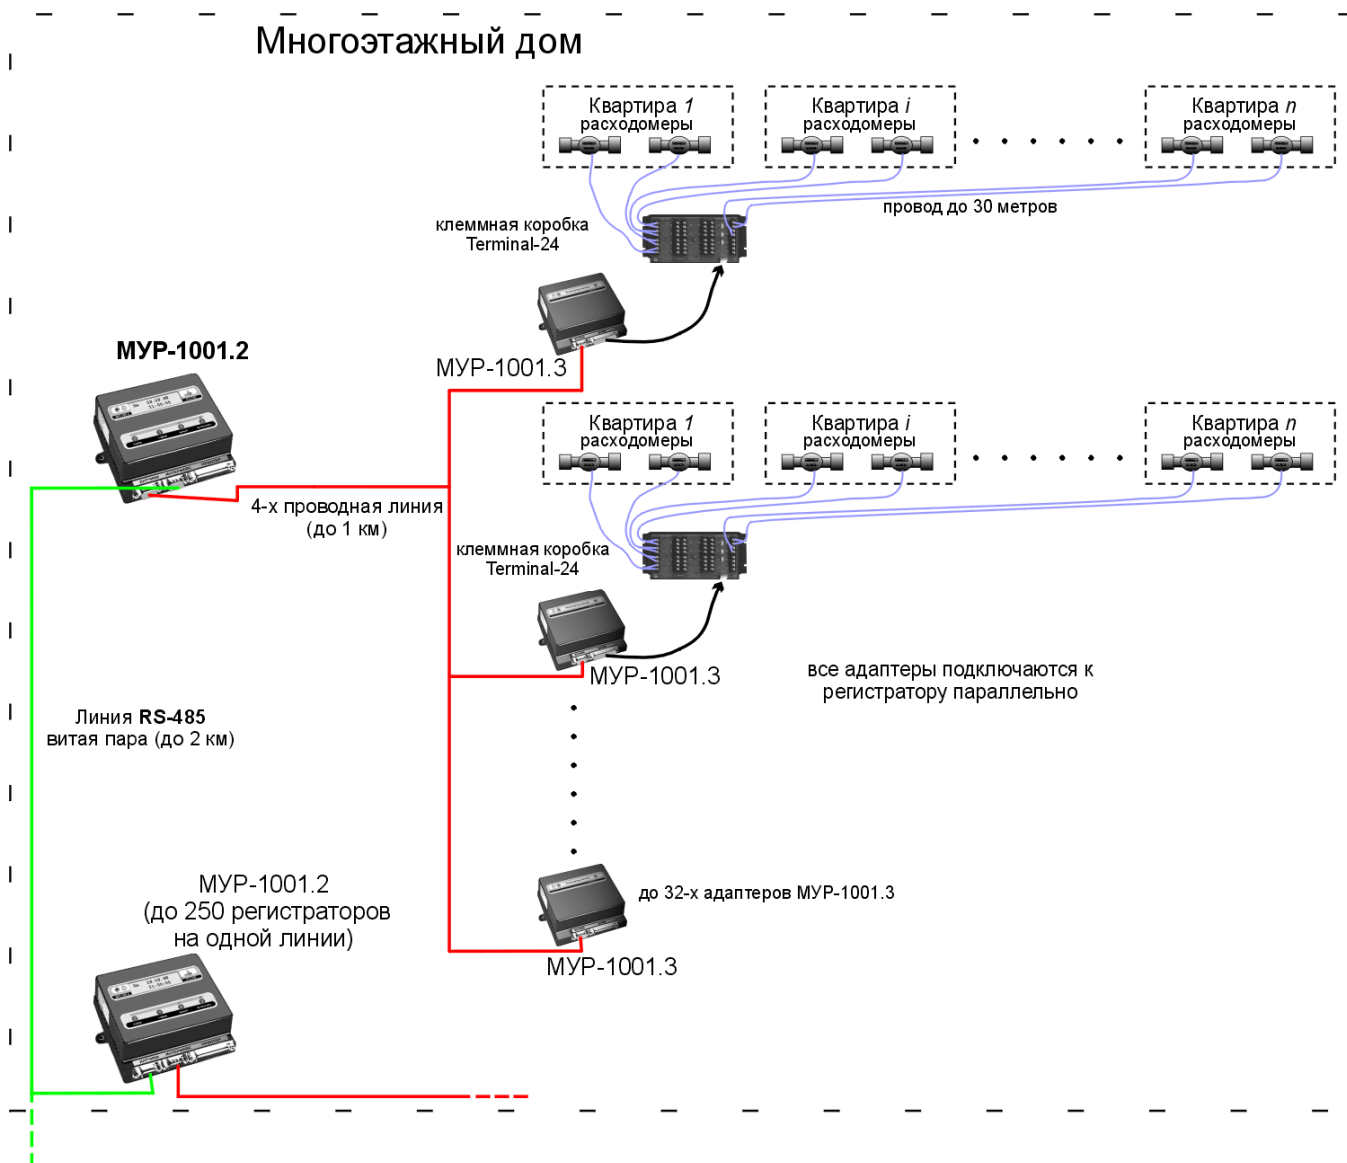 Многоэтажный дом
Квартира 1
расходомеры
Квартира i
расходомеры
Квартира n
расходомеры
провод до 30 метров
клеммная коробка
Terminal-24
МУР-1001.3
МУР-1001.2
4-х проводная линия
(до 1 км)
Квартира 1
расходомеры
Квартира i
расходомеры
Квартира n
расходомеры
клеммная коробка
Terminal-24
МУР-1001.3
все адаптеры подключаются к
регистратору параллельно
Линия RS-485
витая пара (до 2 км)
МУР-1001.2
(до 250 регистраторов
на одной линии)
до 32-х адаптеров МУР-1001.3
МУР-1001.3